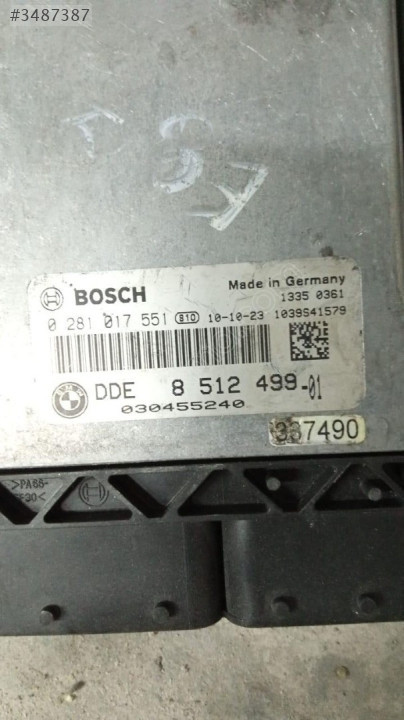 #3487387
BOSCH
Made in Germany
1335 0361
0 281 017 551 810 10-10-23 1039S41579
DDE 8 512 499-01
030455240
337490
>PA66-